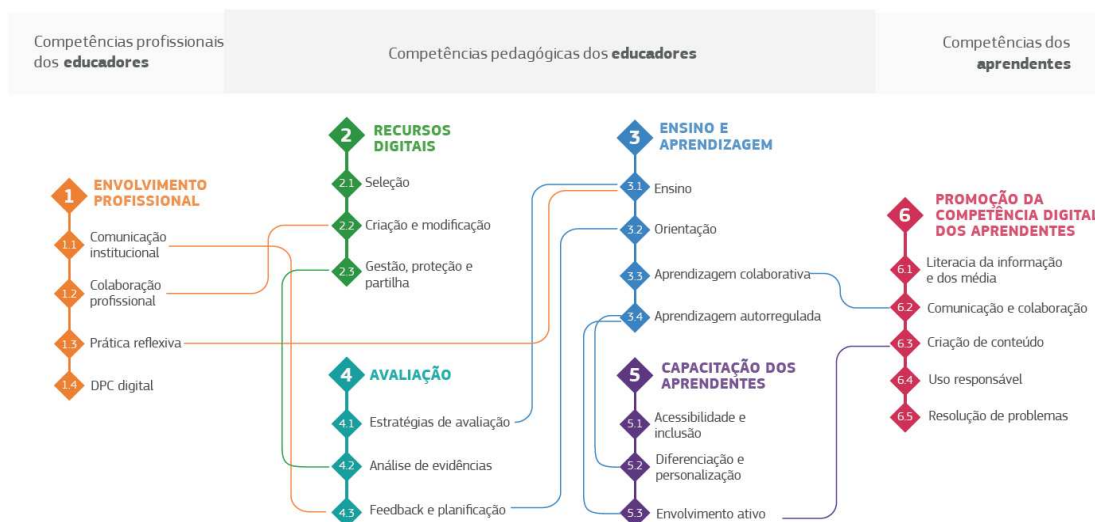 Competências profissionais
dos educadores
Competências pedagógicas dos educadores
Competências dos
aprendentes
1
ENVOLVIMENTO
PROFISSIONAL
1.1
Comunicação
institucional
1.2
Colaboração
profissional
1.3
Prática reflexiva
1.4
DPC digital
2
RECURSOS
DIGITAIS
2.1
Seleção
2.2
Criação e modificação
2.3
Gestão, proteção e
partilha
4
AVALIAÇÃO
4.1
Estratégias de avaliação
4.2
Análise de evidências
4.3
Feedback e planificação
3
ENSINO E
APRENDIZAGEM
3.1
Ensino
3.2
Orientação
3.3
Aprendizagem colaborativa
3.4
Aprendizagem autorregulada
5
CAPACITAÇÃO DOS
APRENDENTES
5.1
Acessibilidade e
inclusão
5.2
Diferenciação e
personalização
5.3
Envolvimento ativo
6
PROMOÇÃO DA
COMPETÊNCIA DIGITAL
DOS APRENDENTES
6.1
Literacia da informação
e dos média
6.2
Comunicação e colaboração
6.3
Criação de conteúdo
6.4
Uso responsável
6.5
Resolução de problemas